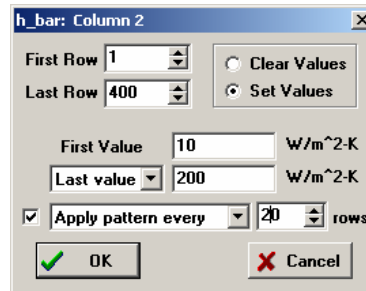 h_bar: Column 2
First Row 1
Last Row 400
Clear Values
Set Values
First Value 10 W/m^2-K
Last value 200 W/m^2-K
Apply pattern every 20 rows
OK
Cancel